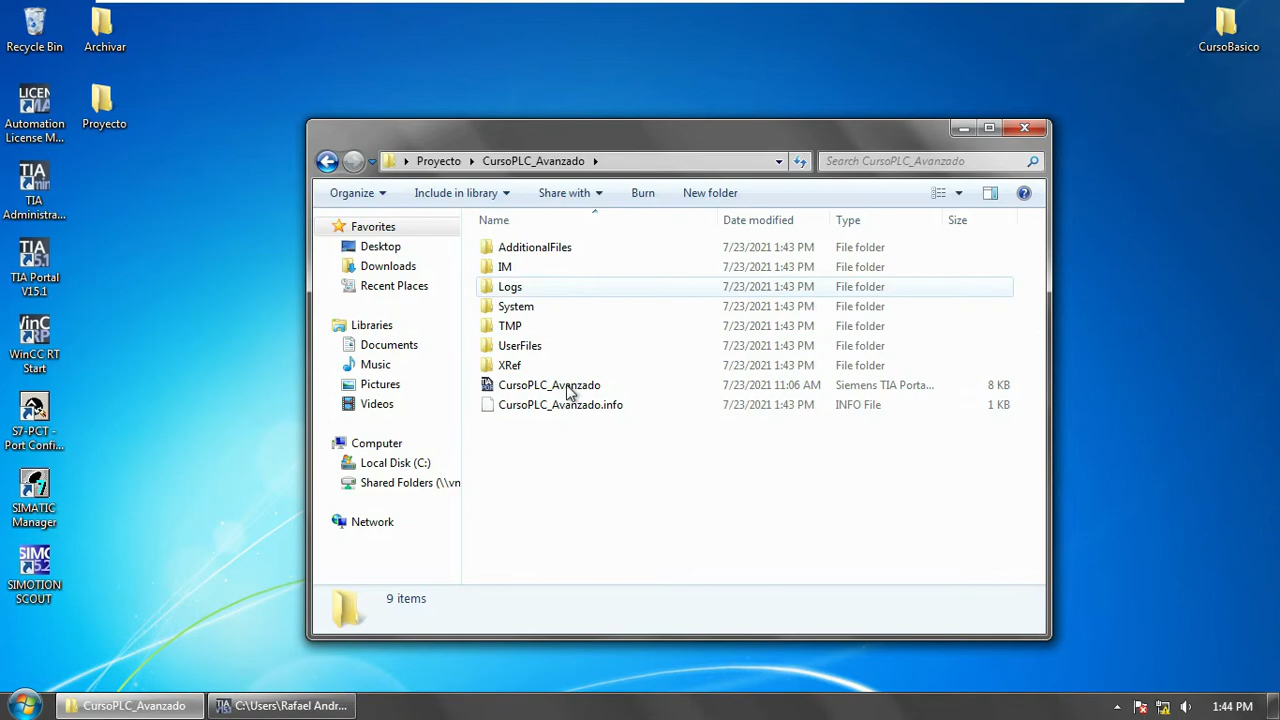 Recycle Bin
Archivar
CursoBasico
Automation
License M...
Proyecto
TIA
Administra...
TIA Portal
V15.1
WinCC RT
Start
S7-PCT -
Port Confi...
SIMATIC
Manager
SIMOTION
SCOUT
Proyecto
CursoPLC_Avanzado
Search CursoPLC_Avanzado
Organize
Include in library
Share with
Burn
New folder
Favorites
Desktop
Downloads
Recent Places
Libraries
Documents
Music
Pictures
Videos
Computer
Local Disk (C:)
Shared Folders (\\vn
Network
Name Date modified Type Size
AdditionalFiles 7/23/2021 1:43 PM File folder
IM 7/23/2021 1:43 PM File folder
Logs 7/23/2021 1:43 PM File folder
System 7/23/2021 1:43 PM File folder
TMP 7/23/2021 1:43 PM File folder
UserFiles 7/23/2021 1:43 PM File folder
XRef 7/23/2021 1:43 PM File folder
CursoPLC_Avanzado 7/23/2021 11:06 AM Siemens TIA Porta... 8 KB
CursoPLC_Avanzado.info 7/23/2021 1:43 PM INFO File 1 KB
9 items
CursoPLC_Avanzado
C:\Users\Rafael Andr...
1:44 PM